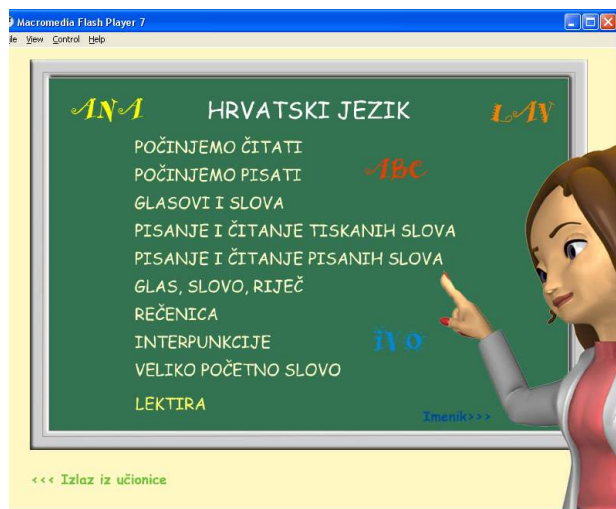 Macromedia Flash Player 7
View Control Help
ANA HRVATSKI JEZIK LAV
POČINJEMO ČITATI
POČINJEMO PISATI
ABC
GLASOVI I SLOVA
PISANJE I ČITANJE TISKANIH SLOVA
PISANJE I ČITANJE PISANIH SLOVA
GLAS, SLOVO, RIJEČ
REČENICA
INTERPUNKCIJE
iVO
VELIKO POČETNO SLOVO
LEKTIRA
Imenik>>>
<<< Izlaz iz učionice